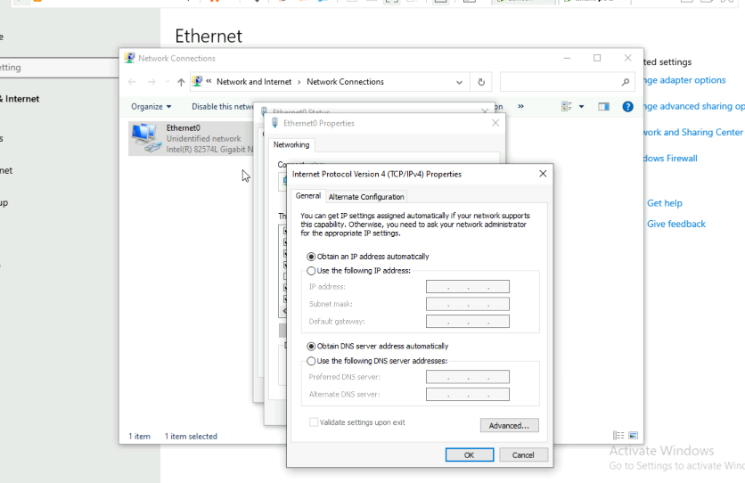 Ethernet
etting
& Internet
Network Connections
Network and Internet > Network Connections
Organize
Disable this netw
Ethernet0
Unidentified network
Intel(R) 82574L Gigabit N
Ethernet0 Status
Ethernet0 Properties
Networking
Internet Protocol Version 4 (TCP/IPv4) Properties
General
Alternate Configuration
You can get IP settings assigned automatically if your network supports
this capability. Otherwise, you need to ask your network administrator
for the appropriate IP settings.
Obtain an IP address automatically
Use the following IP address:
IP address:
Subnet mask:
Default gateway:
Obtain DNS server address automatically
Use the following DNS server addresses:
Preferred DNS server:
Alternate DNS server:
Validate settings upon exit
Advanced...
OK
Cancel
1 item
1 item selected
ted settings
nge adapter options
nge advanced sharing op
work and Sharing Center
dows Firewall
Get help
Give feedback
Activate Windows
Go to Settings to activate Wind